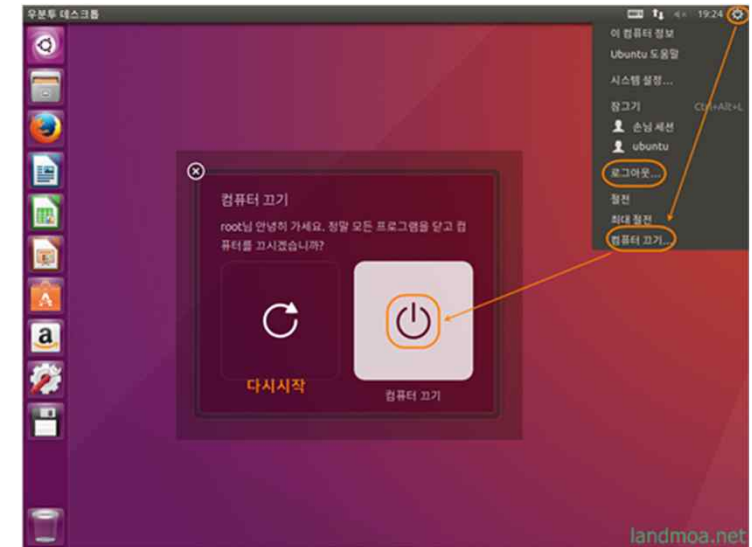 우분투 데스크톱
19:24
이 컴퓨터 정보
Ubuntu 도움말
시스템 설정...
잠그기 Ctrl+Alt+L
손님 세션
ubuntu
로그아웃...
절전
최대 절전
컴퓨터 끄기...
컴퓨터 끄기
root님 안녕히 가세요. 정말 모든 프로그램을 닫고 컴
퓨터를 끄시겠습니까?
다시시작
컴퓨터 끄기
landmoa.net